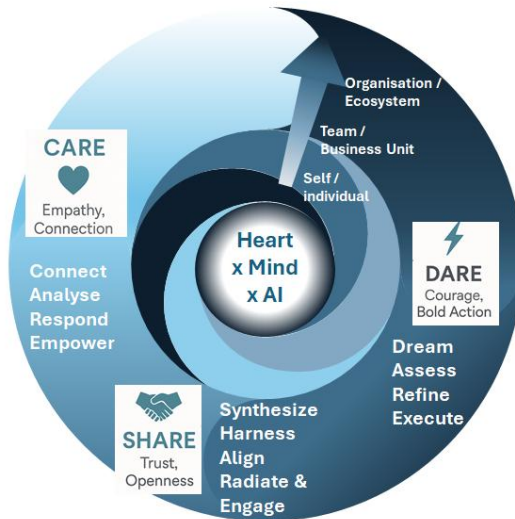 Organisation /
Ecosystem
Team /
Business Unit
Self /
individual
CARE
Empathy,
Connection
Connect
Analyse
Respond
Empower
Heart
x Mind
x AI
DARE
Courage,
Bold Action
Dream
Assess
Refine
Execute
SHARE
Trust,
Openness
Synthesize
Harness
Align
Radiate &
Engage